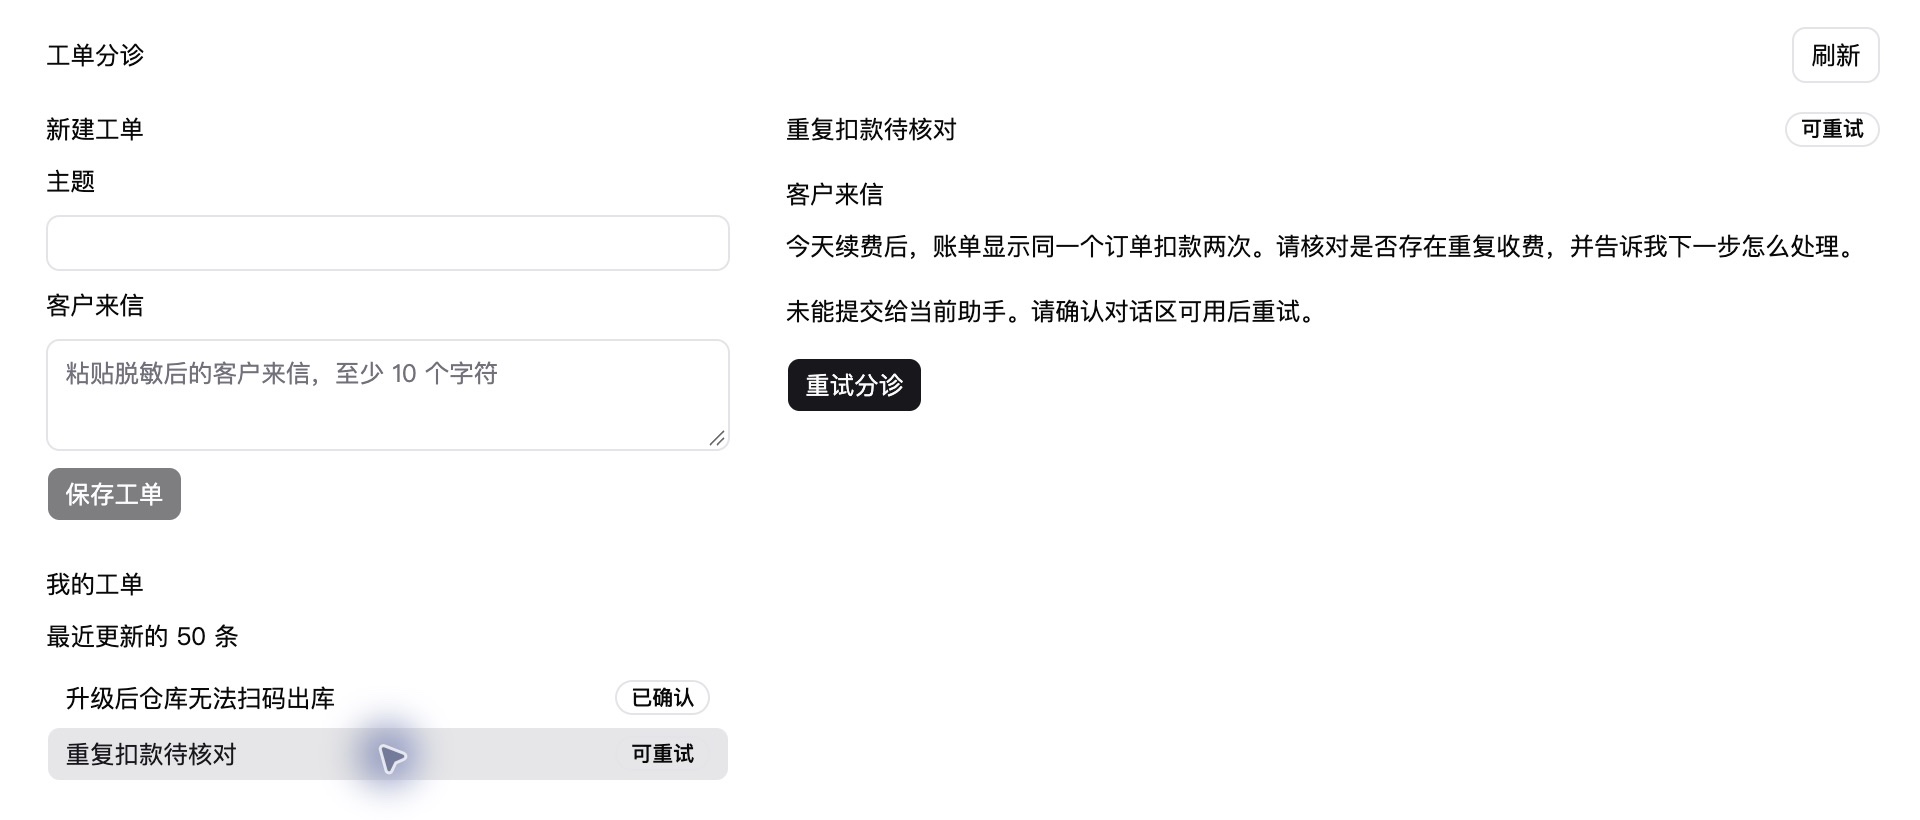 工单分诊
刷新
新建工单
主题
客户来信
粘贴脱敏后的客户来信，至少 10 个字符
保存工单
我的工单
最近更新的 50 条
升级后仓库无法扫码出库
已确认
重复扣款待核对
可重试
重复扣款待核对
可重试
客户来信
今天续费后，账单显示同一个订单扣款两次。请核对是否存在重复收费，并告诉我下一步怎么处理。
未能提交给当前助手。请确认对话区可用后重试。
重试分诊